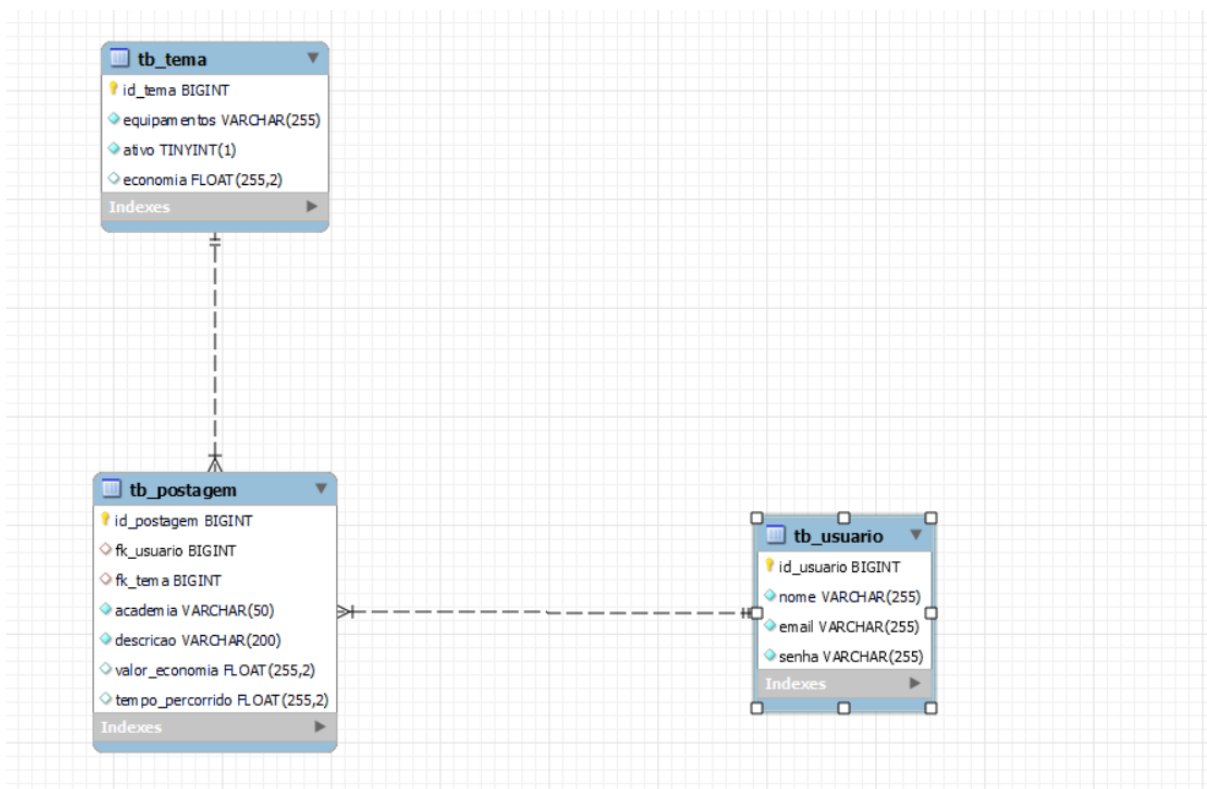 tb_tema
id_tema BIGINT
equipamentos VARCHAR(255)
ativo TINYINT(1)
economia FLOAT(255,2)
Indexes
tb_postagem
id_postagem BIGINT
fk_usuario BIGINT
fk_tema BIGINT
academia VARCHAR(50)
descricao VARCHAR(200)
valor_economia FLOAT(255,2)
tempo_percorrido FLOAT(255,2)
Indexes
tb_usuario
id_usuario BIGINT
nome VARCHAR(255)
email VARCHAR(255)
senha VARCHAR(255)
Indexes